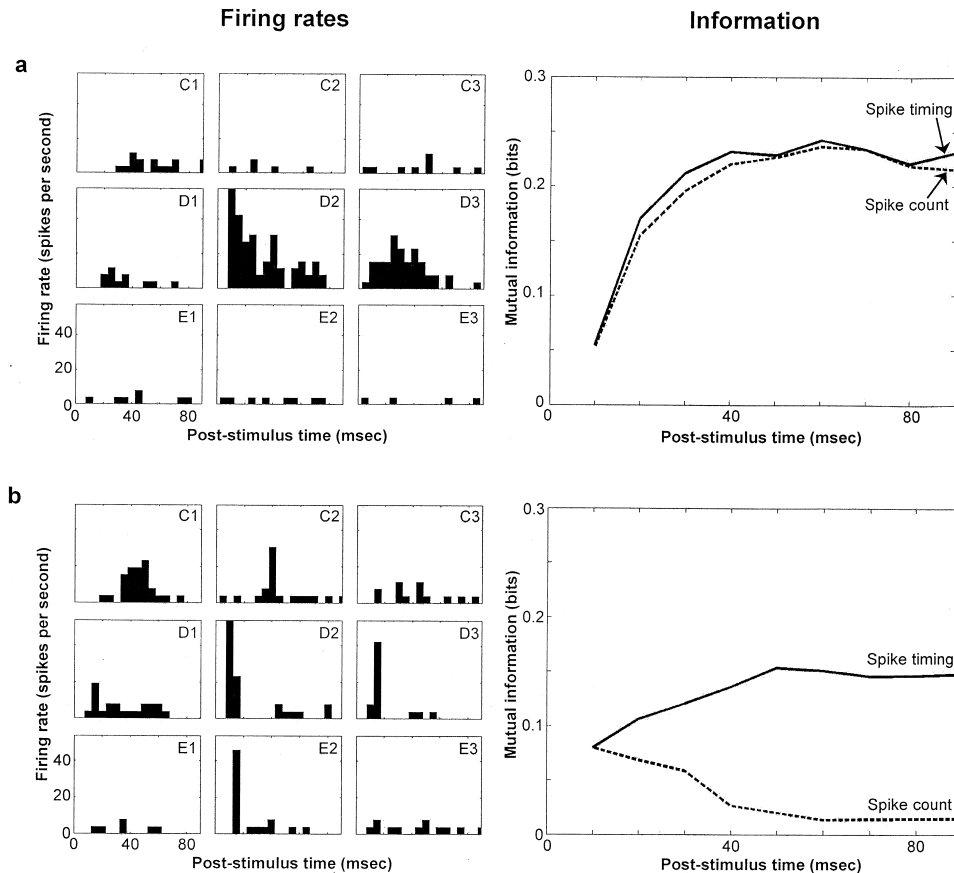 Firing rates
Information
a
Firing rate (spikes per second)
C1
C2
C3
D1
D2
D3
E1
E2
E3
40
20
0
0
40
80
Post-stimulus time (msec)
Mutual information (bits)
0.3
0.2
0.1
0
Spike timing
Spike count
40
80
Post-stimulus time (msec)
b
Firing rate (spikes per second)
C1
C2
C3
D1
D2
D3
E1
E2
E3
40
20
0
0
40
80
Post-stimulus time (msec)
Mutual information (bits)
0.3
0.2
0.1
0
Spike timing
Spike count
40
80
Post-stimulus time (msec)